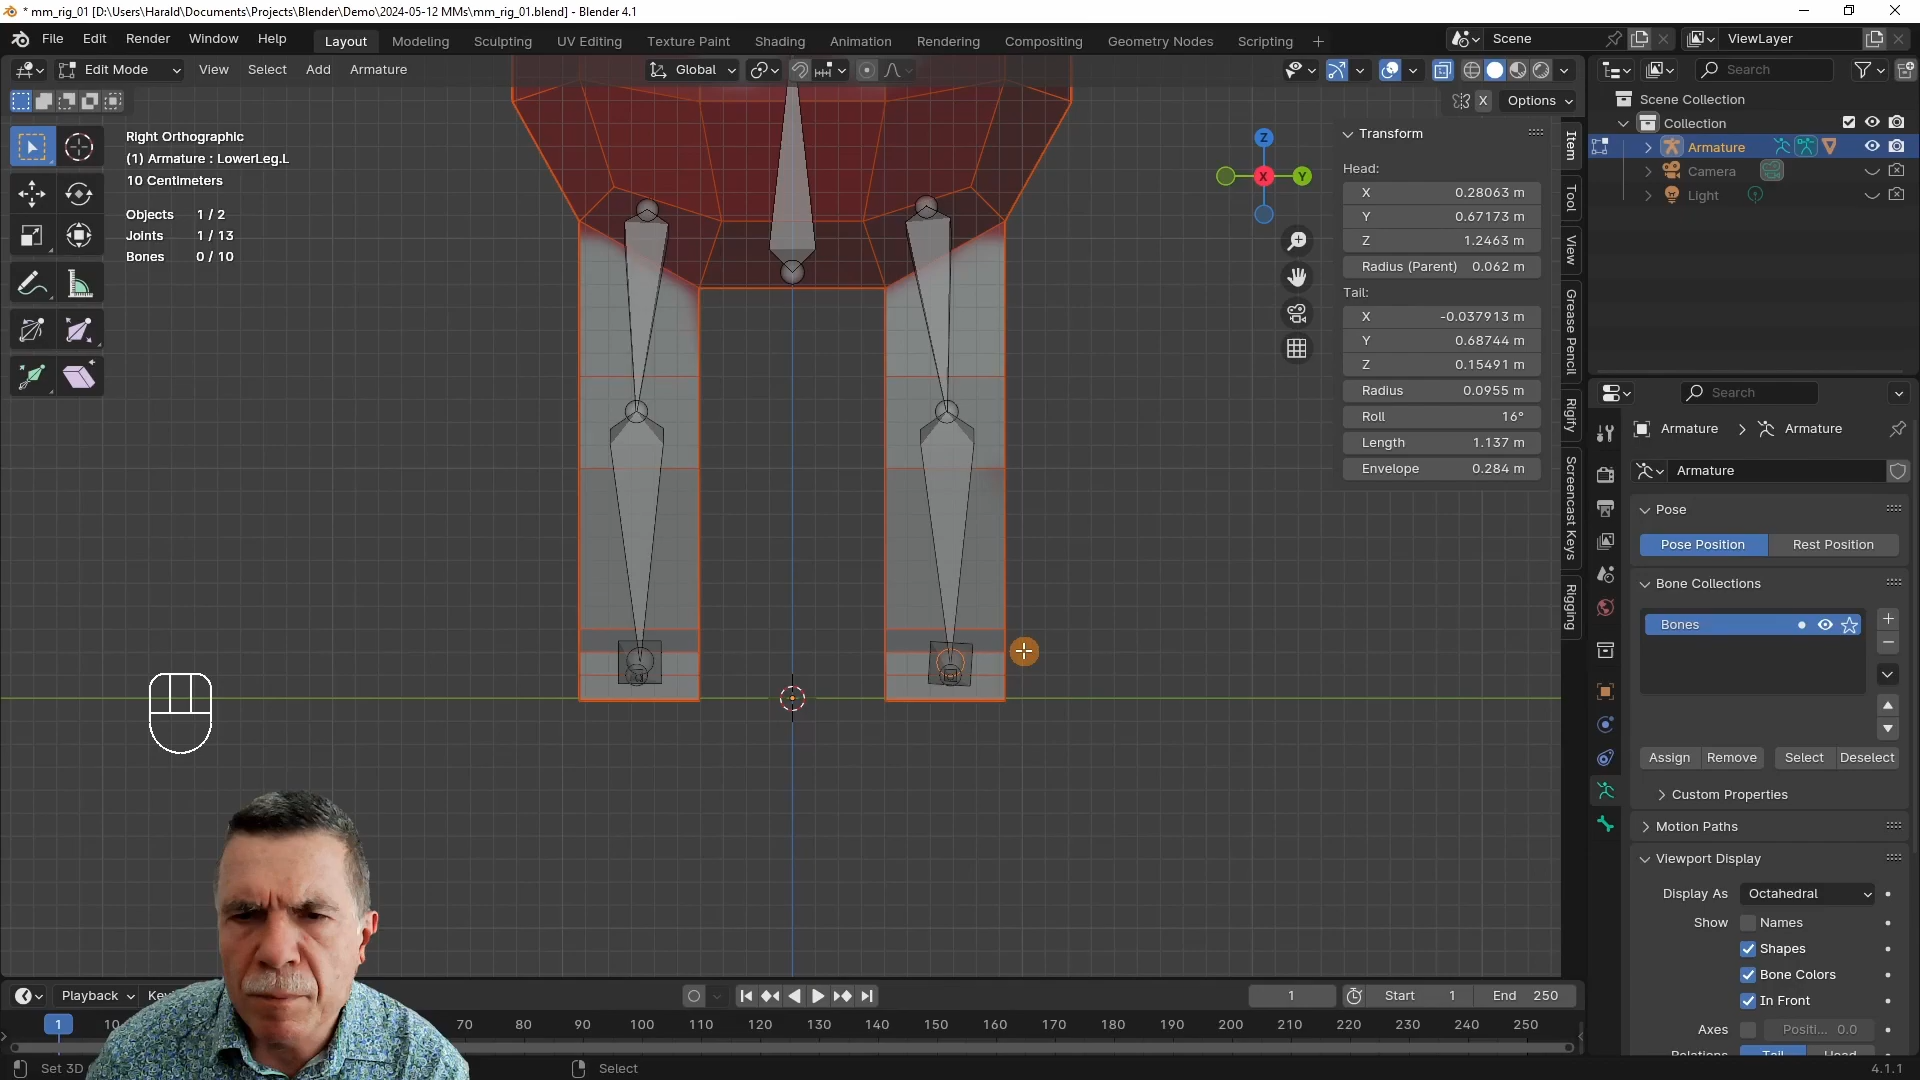 * mm_rig_01 [D:\Users\Harald\Documents\Projects\Blender\Demo\2024-05-12 MMs\mm_rig_01.blend] - Blender 4.1
File Edit Render Window Help Layout Modeling Sculpting UV Editing Texture Paint Shading Animation Rendering Compositing Geometry Nodes Scripting + Scene ViewLayer
Edit Mode View Select Add Armature Global Search
X Options
Right Orthographic
(1) Armature : LowerLeg.L
10 Centimeters
Objects 1 / 2
Joints 1 / 13
Bones 0 / 10
Z
X
Y
Transform
Head:
X 0.28063 m
Y 0.67173 m
Z 1.2463 m
Radius (Parent) 0.062 m
Tail:
X -0.037913 m
Y 0.68744 m
Z 0.15491 m
Radius 0.0955 m
Roll 16°
Length 1.137 m
Envelope 0.284 m
Item
Tool
View
Grease Pencil
Rigify
Screencast Keys
Rigging
Scene Collection
Collection
Armature
Camera
Light
Search
Armature > Armature
Armature
Pose
Pose Position Rest Position
Bone Collections
Bones
Assign Remove Select Deselect
Custom Properties
Motion Paths
Viewport Display
Display As Octahedral
Show Names
Shapes
Bone Colors
In Front
Axes Positi... 0.0
Playback 1 Start 1 End 250
1 10 70 80 90 100 110 120 130 140 150 160 170 180 190 200 210 220 230 240 250
Set 3D Select 4.1.1